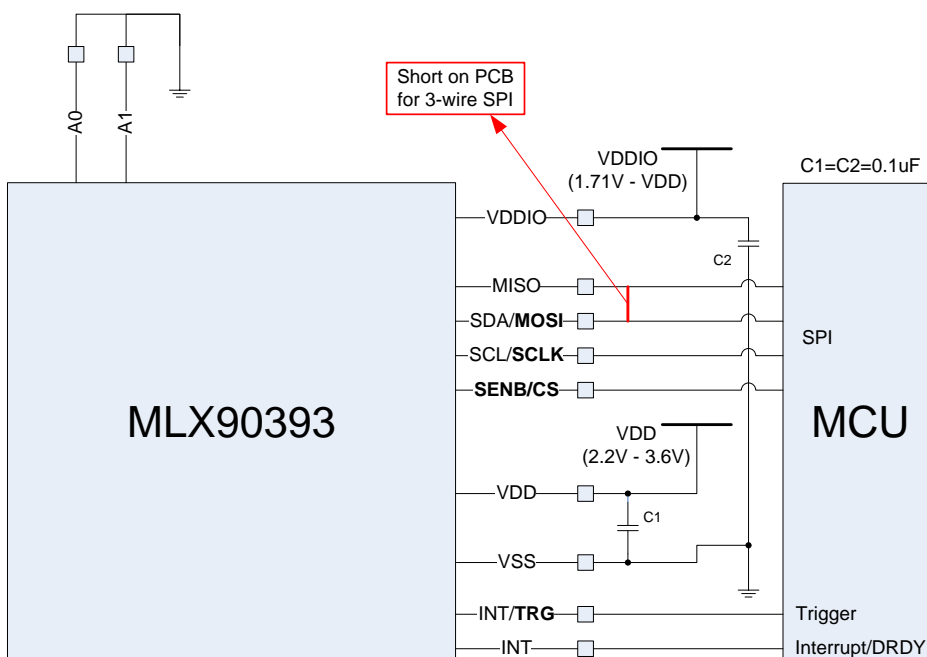 Short on PCB
for 3-wire SPI
A0
A1
VDDIO
(1.71V - VDD)
C1=C2=0.1uF
VDDIO
C2
MISO
SDA/MOSI
SPI
SCL/SCLK
SENB/CS
MLX90393
MCU
VDD
(2.2V - 3.6V)
VDD
C1
VSS
INT/TRG
Trigger
INT
Interrupt/DRDY